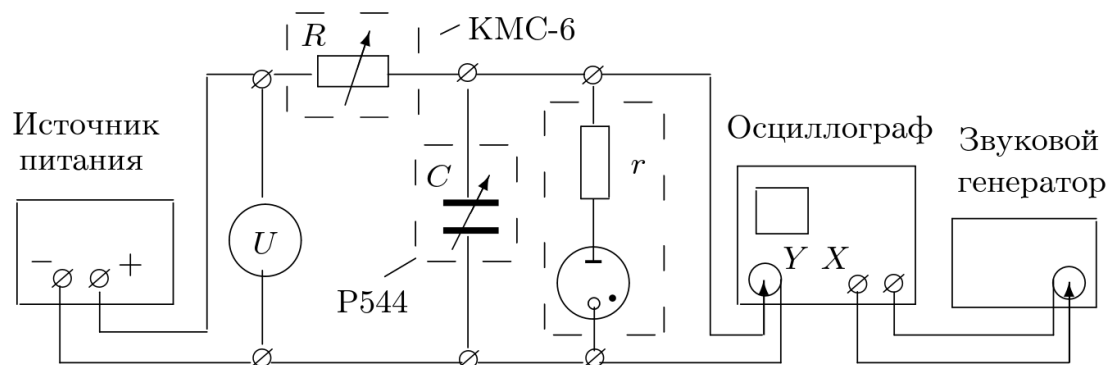 R
КМС-6
Источник
питания
Осциллограф
Звуковой
генератор
C
r
U
− +
Y X
Р544